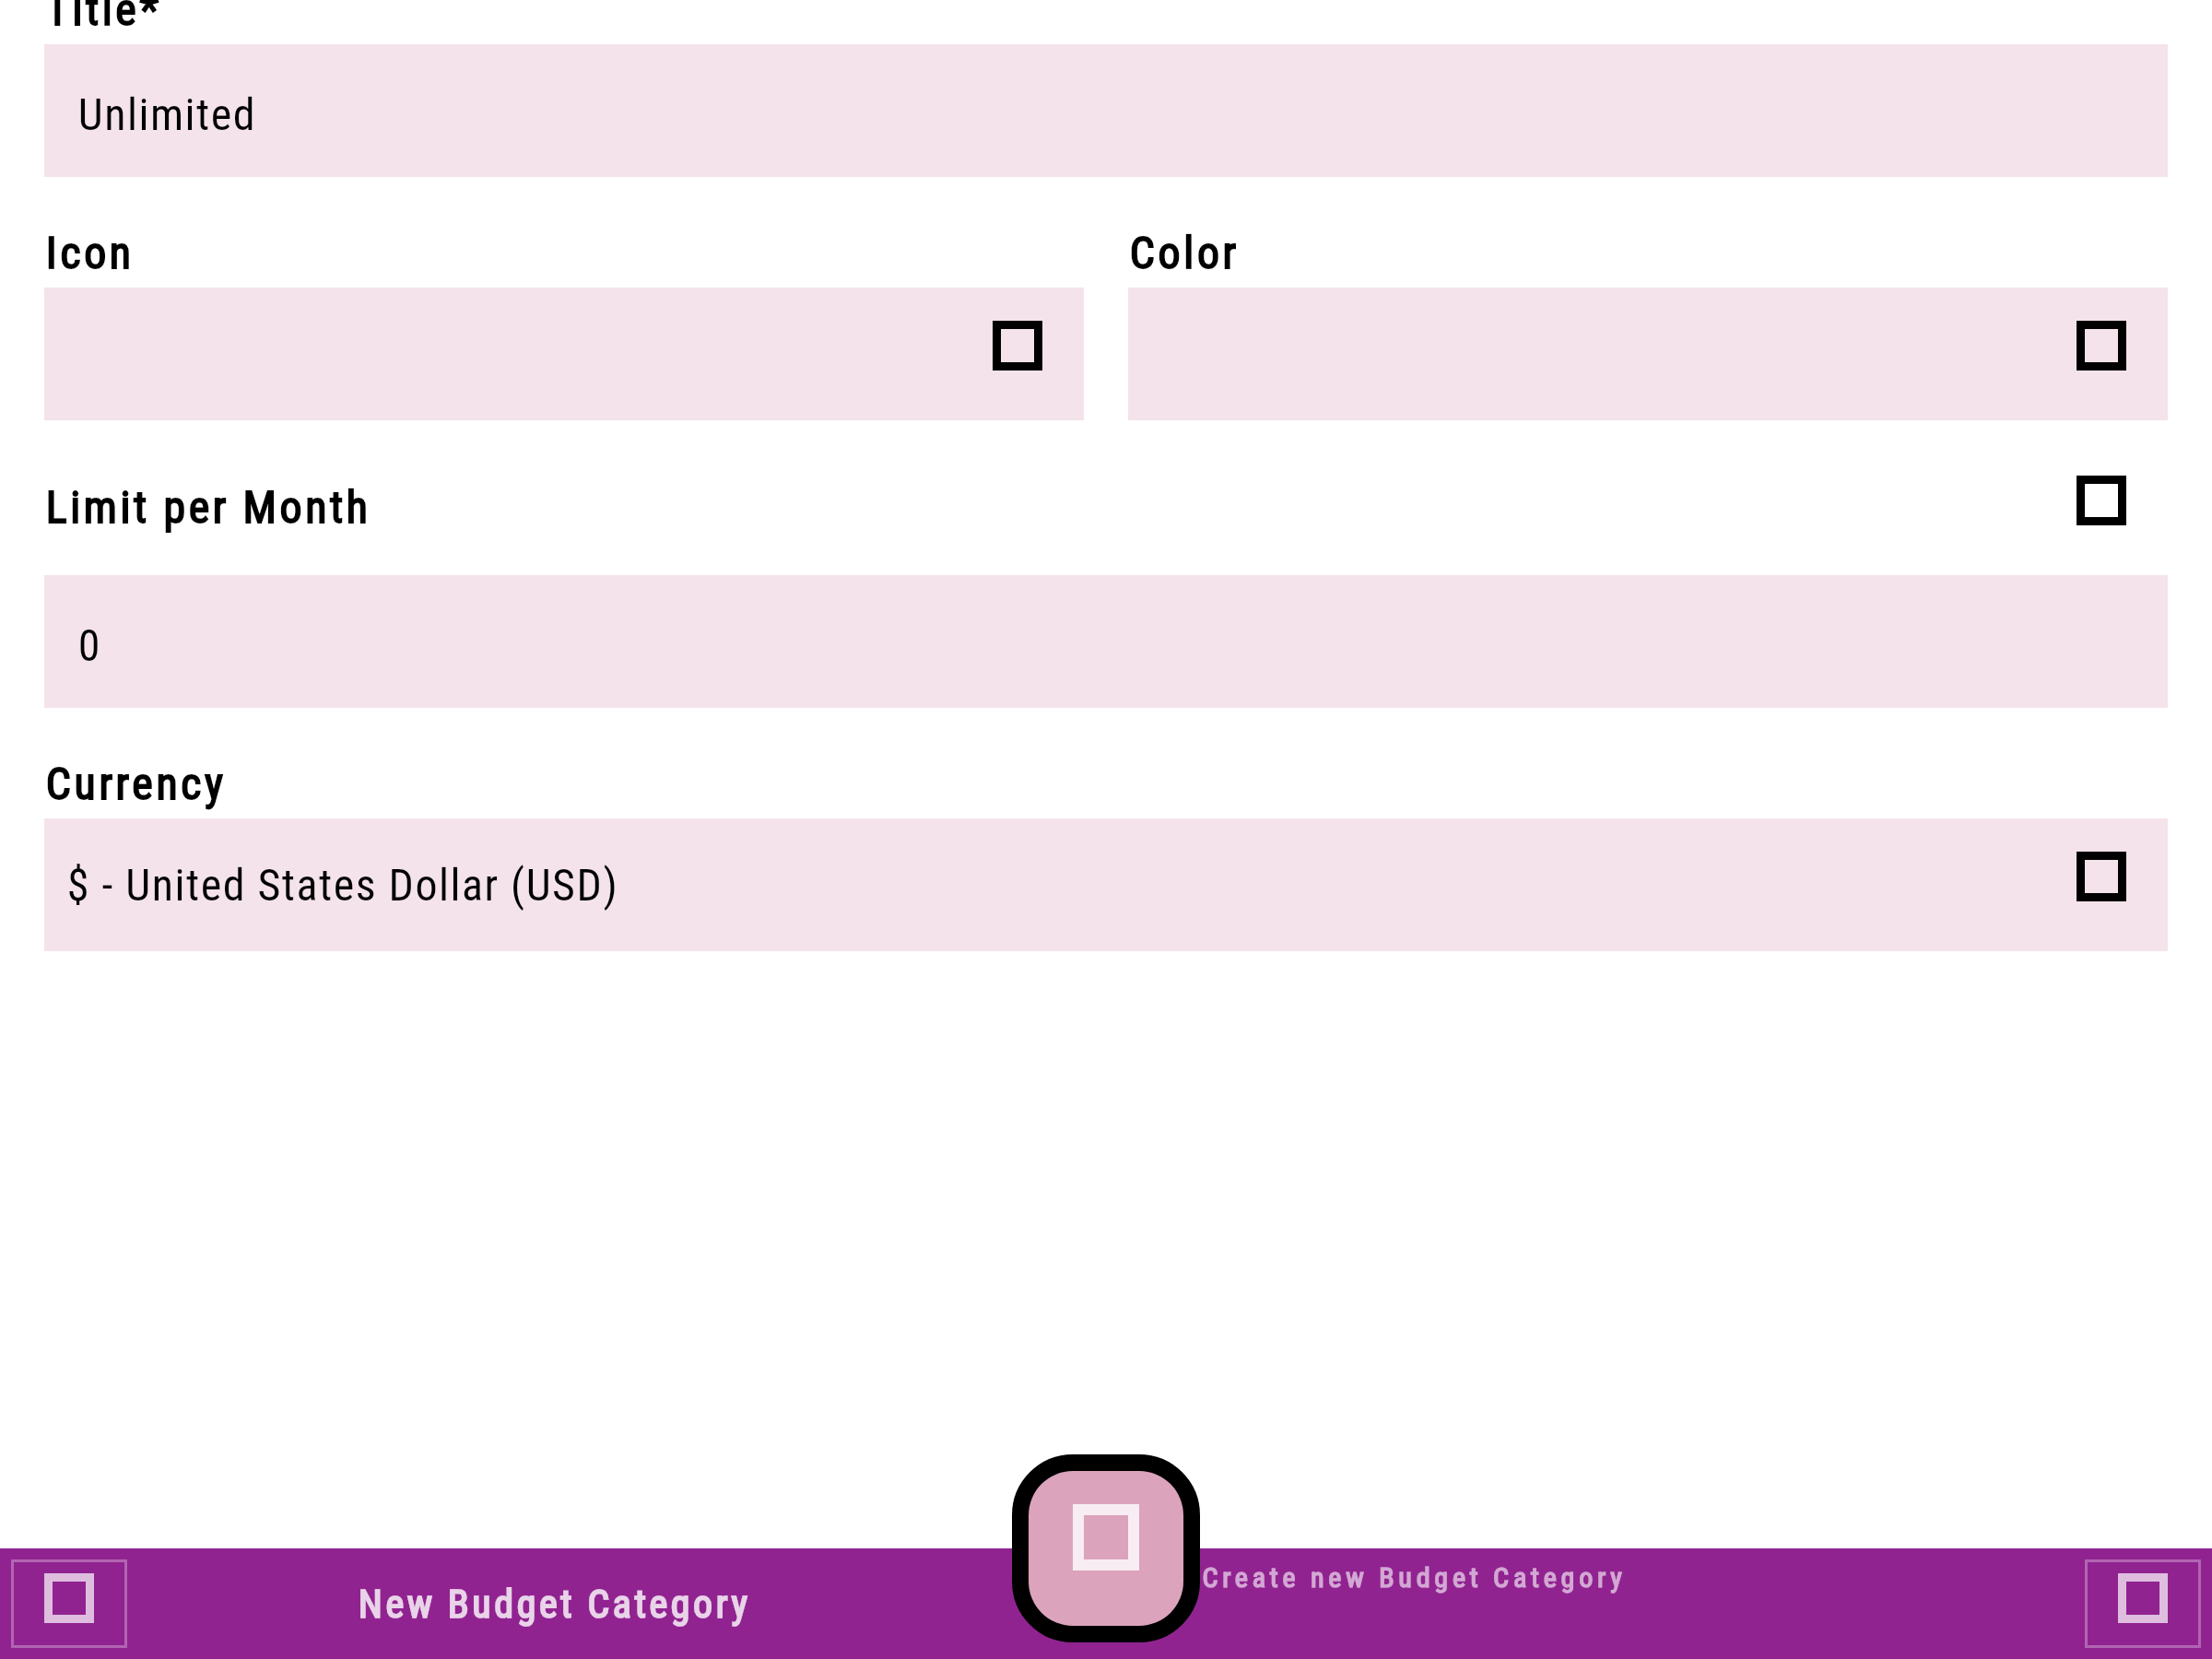 Title*
Unlimited
Icon
Color
Limit per Month
0
Currency
$ - United States Dollar (USD)
New Budget Category
Create new Budget Category